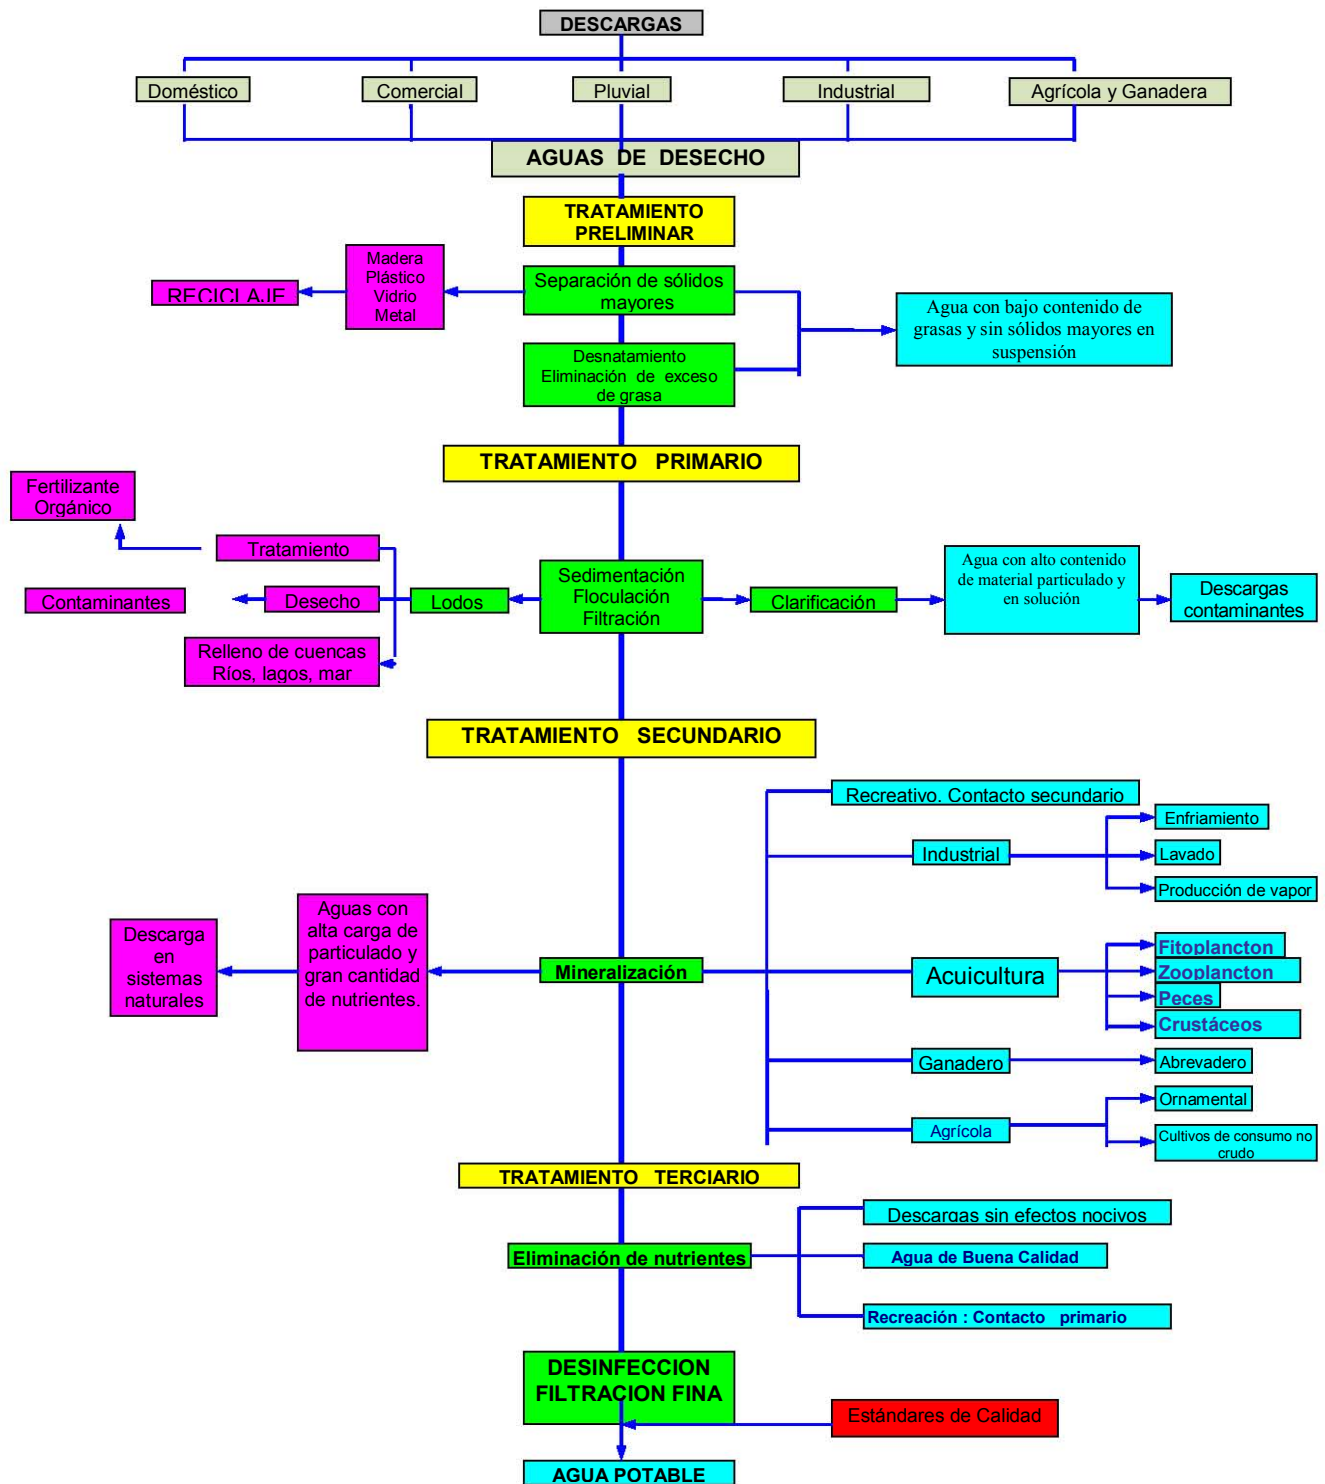 DESCARGAS
Doméstico
Comercial
Pluvial
Industrial
Agrícola y Ganadera
AGUAS DE DESECHO
TRATAMIENTO
PRELIMINAR
Madera
Plástico
Vidrio
Metal
RECICLAJE
Separación de sólidos
mayores
Agua con bajo contenido de
grasas y sin sólidos mayores en
suspensión
Desnatamiento
Eliminación de exceso
de grasa
TRATAMIENTO PRIMARIO
Fertilizante
Orgánico
Tratamiento
Contaminantes
Desecho
Lodos
Relleno de cuencas
Ríos, lagos, mar
Sedimentación
Floculación
Filtración
Clarificación
Agua con alto contenido
de material particulado y
en solución
Descargas
contaminantes
TRATAMIENTO SECUNDARIO
Recreativo. Contacto secundario
Industrial
Enfriamiento
Lavado
Producción de vapor
Descarga
en
sistemas
naturales
Aguas con
alta carga de
particulado y
gran cantidad
de nutrientes.
Mineralización
Acuicultura
Fitoplancton
Zooplancton
Peces
Crustáceos
Ganadero
Abrevadero
Agrícola
Ornamental
Cultivos de consumo no
crudo
TRATAMIENTO TERCIARIO
Descargas sin efectos nocivos
Eliminación de nutrientes
Agua de Buena Calidad
Recreación : Contacto primario
DESINFECCION
FILTRACION FINA
Estándares de Calidad
AGUA POTABLE